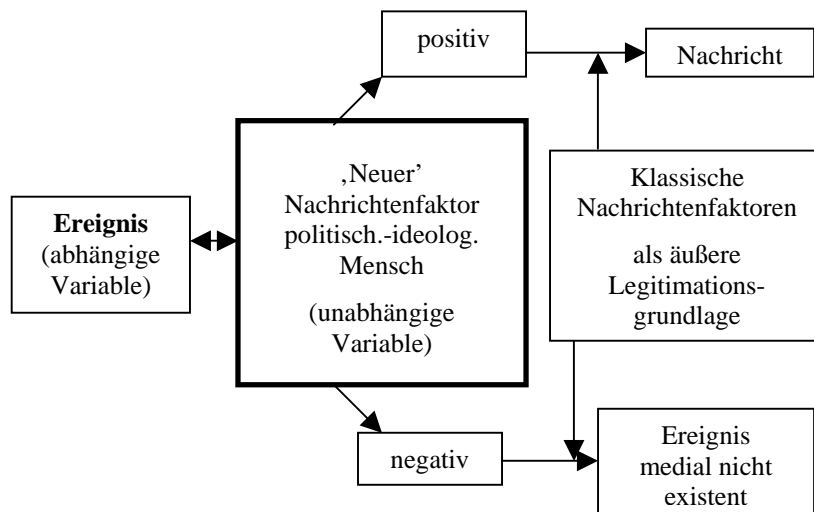 positiv
Nachricht
Ereignis
(abhängige
Variable)
‚Neuer’
Nachrichtenfaktor
politisch.-ideolog.
Mensch
(unabhängige
Variable)
Klassische
Nachrichtenfaktoren
als äußere
Legitimations-
grundlage
negativ
Ereignis
medial nicht
existent